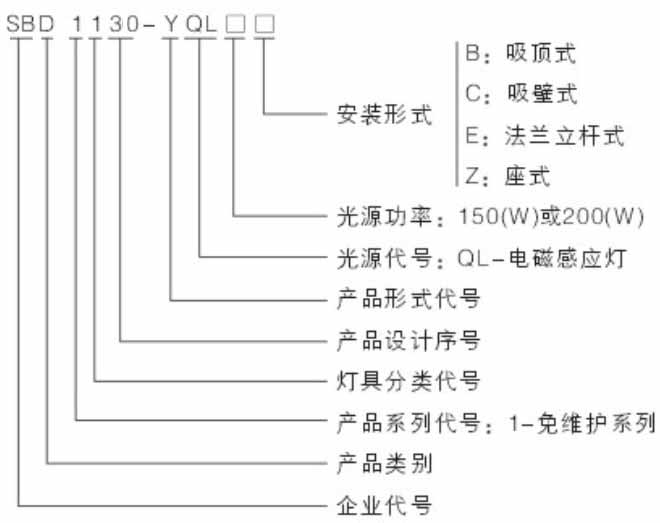 SBD 1130-YQL□□
B：吸顶式
C：吸壁式
安装形式
E：法兰立杆式
Z：座式
光源功率：150(W)或200(W)
光源代号：QL-电磁感应灯
产品形式代号
产品设计序号
灯具分类代号
产品系列代号：1-免维护系列
产品类别
企业代号